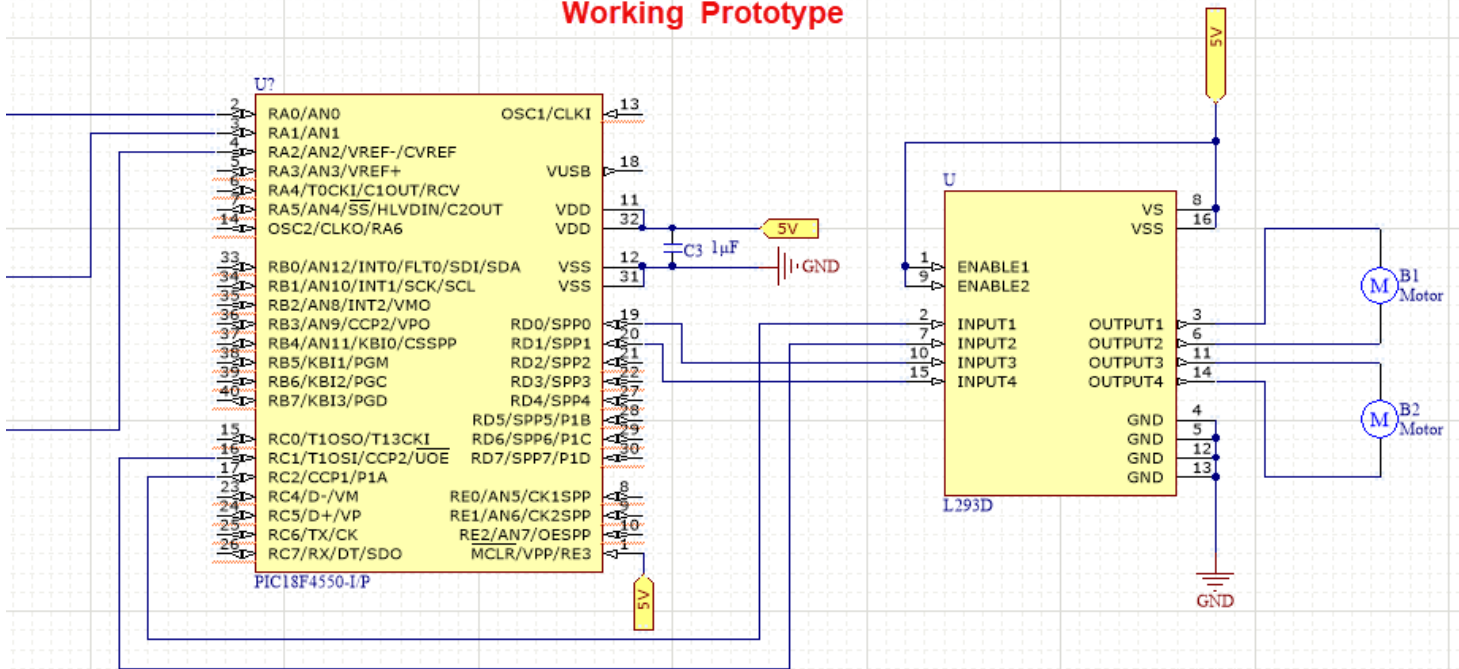 Working Prototype
5V
U?
2 RA0/AN0
OSC1/CLKI 13
3 RA1/AN1
4 RA2/AN2/VREF-/CVREF
5 RA3/AN3/VREF+
VUSB 18
6 RA4/T0CKI/C1OUT/RCV
7 RA5/AN4/SS/HLVDIN/C2OUT
VDD 11
14 OSC2/CLKO/RA6
VDD 32
5V
C3 1µF
33 RB0/AN12/INT0/FLT0/SDI/SDA
VSS 12
GND
34 RB1/AN10/INT1/SCK/SCL
VSS 31
35 RB2/AN8/INT2/VMO
36 RB3/AN9/CCP2/VPO
RD0/SPP0 19
37 RB4/AN11/KBI0/CSSPP
RD1/SPP1 20
38 RB5/KBI1/PGM
RD2/SPP2 21
39 RB6/KBI2/PGC
RD3/SPP3 22
40 RB7/KBI3/PGD
RD4/SPP4 27
RD5/SPP5/P1B 28
15 RC0/T1OSO/T13CKI
RD6/SPP6/P1C 29
16 RC1/T1OSI/CCP2/UOE
RD7/SPP7/P1D 30
17 RC2/CCP1/P1A
23 RC4/D-/VM
RE0/AN5/CK1SPP 8
24 RC5/D+/VP
RE1/AN6/CK2SPP 9
25 RC6/TX/CK
RE2/AN7/OESPP 10
26 RC7/RX/DT/SDO
MCLR/VPP/RE3 1
PIC18F4550-I/P
5V
U
VS 8
VSS 16
1 ENABLE1
9 ENABLE2
2 INPUT1
OUTPUT1 3
7 INPUT2
OUTPUT2 6
10 INPUT3
OUTPUT3 11
15 INPUT4
OUTPUT4 14
GND 4
GND 5
GND 12
GND 13
L293D
GND
M
B1
Motor
M
B2
Motor